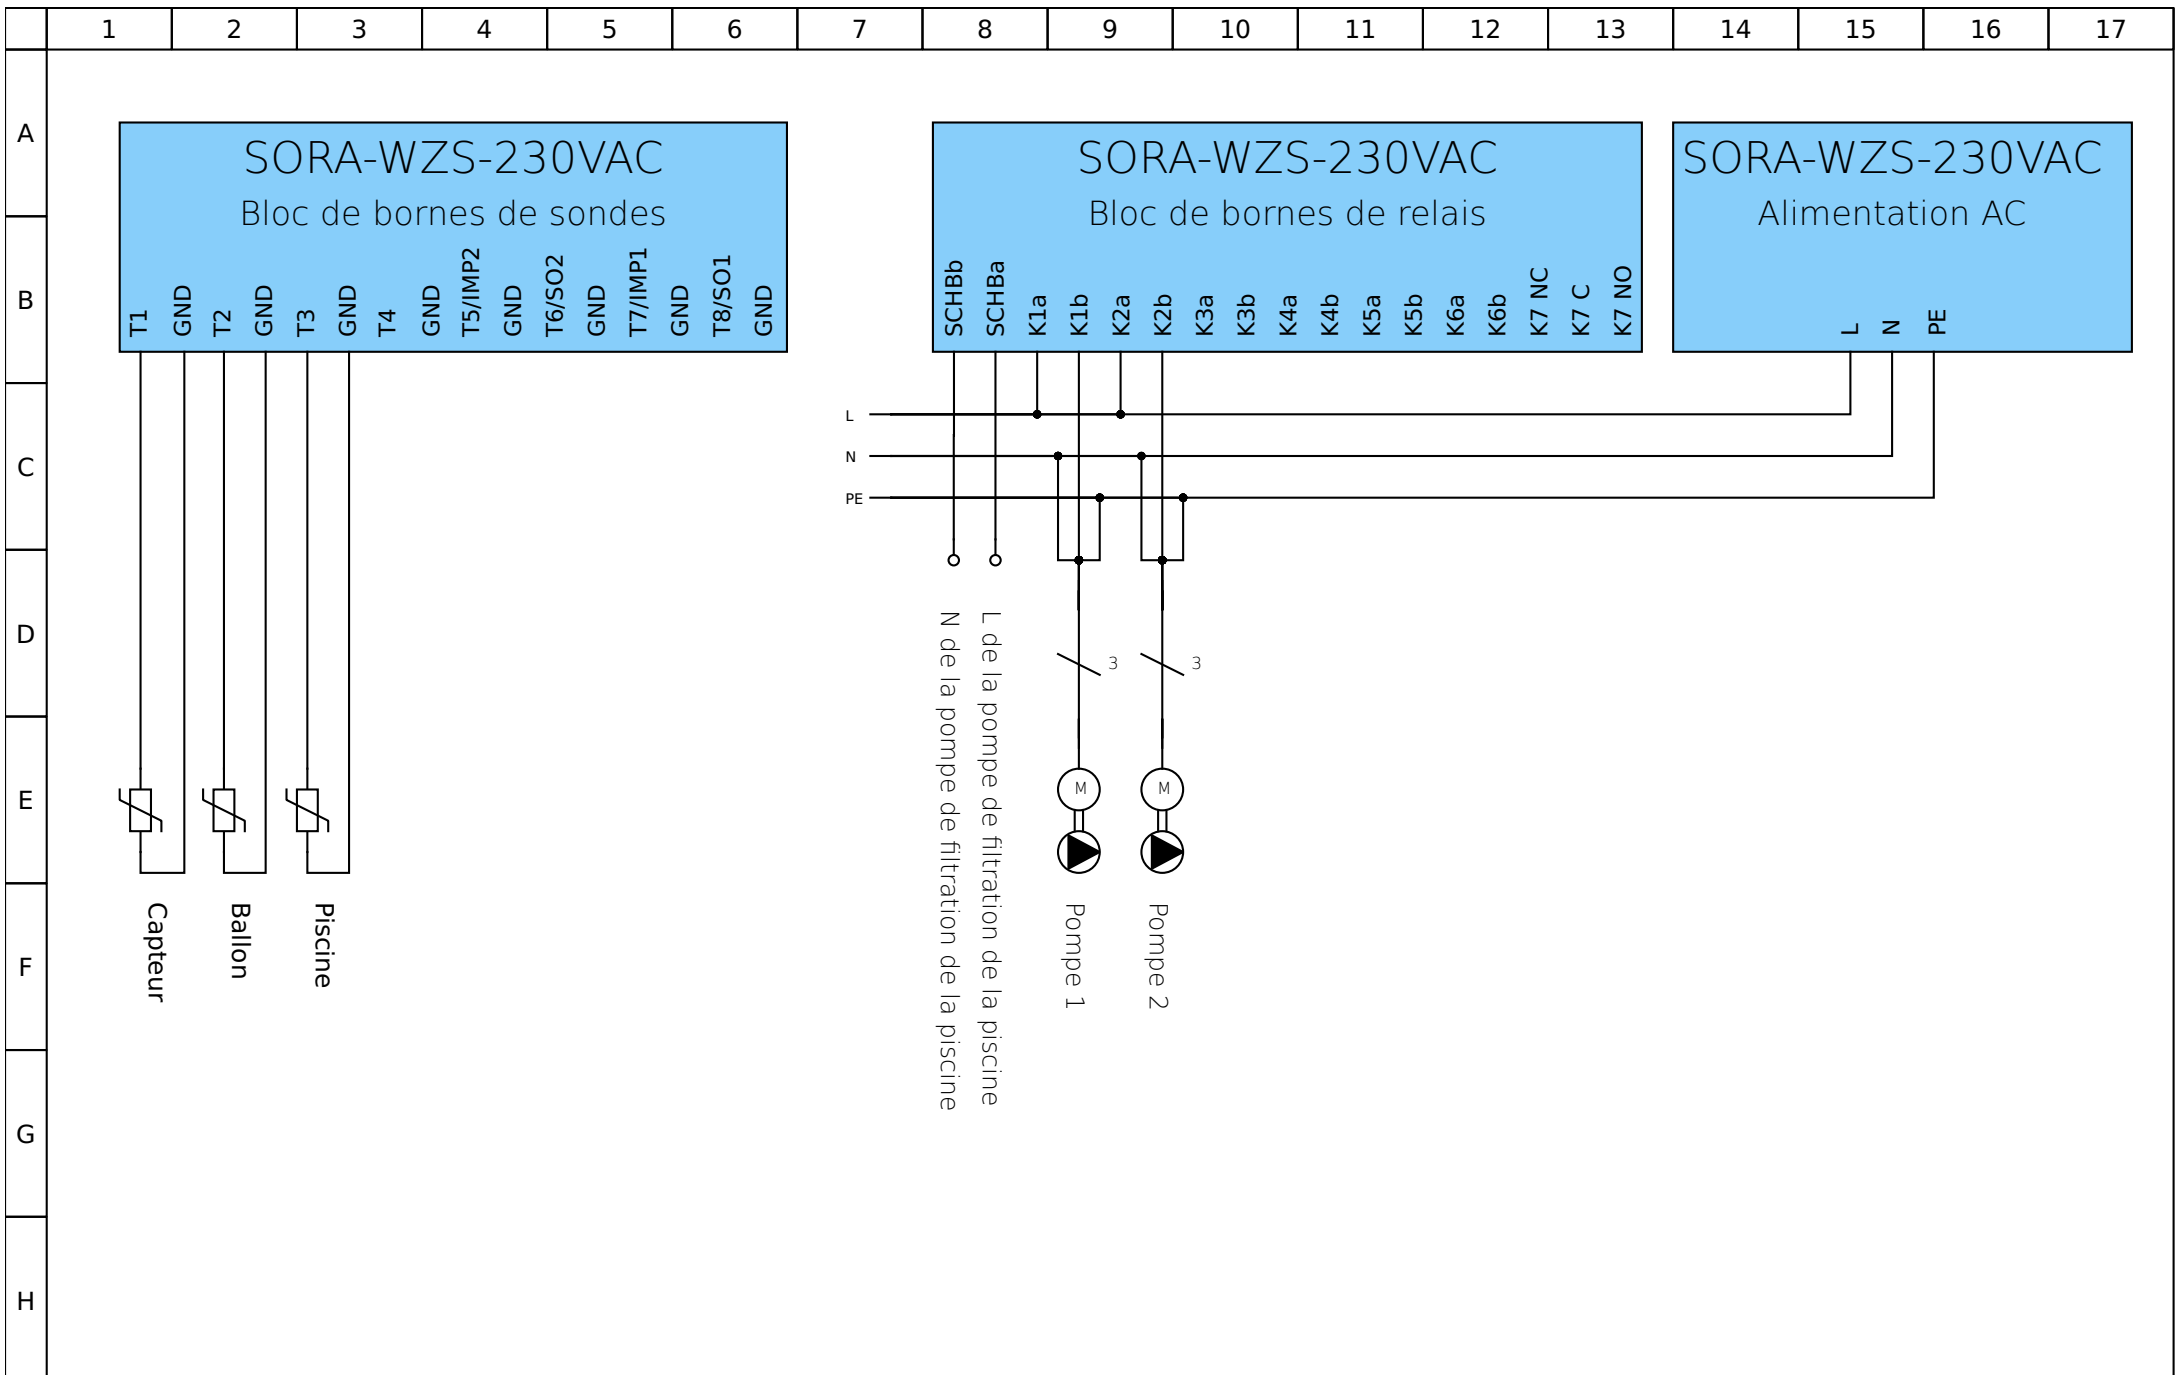 1 2 3 4 5 6 7 8 9 10 11 12 13 14 15 16 17
A
SORA-WZS-230VAC
Bloc de bornes de sondes
SORA-WZS-230VAC
Bloc de bornes de relais
SORA-WZS-230VAC
Alimentation AC
B
T1
GND
T2
GND
T3
GND
T4
GND
T5/IMP2
GND
T6/SO2
GND
T7/IMP1
GND
T8/SO1
GND
SCHBb
SCHBa
K1a
K1b
K2a
K2b
K3a
K3b
K4a
K4b
K5a
K5b
K6a
K6b
K7 NC
K7 C
K7 NO
L
N
PE
L
C
N
PE
D
N de la pompe de filtration de la piscine
L de la pompe de filtration de la piscine
3
3
E
M
M
F
Capteur
Ballon
Piscine
Pompe 1
Pompe 2
G
H